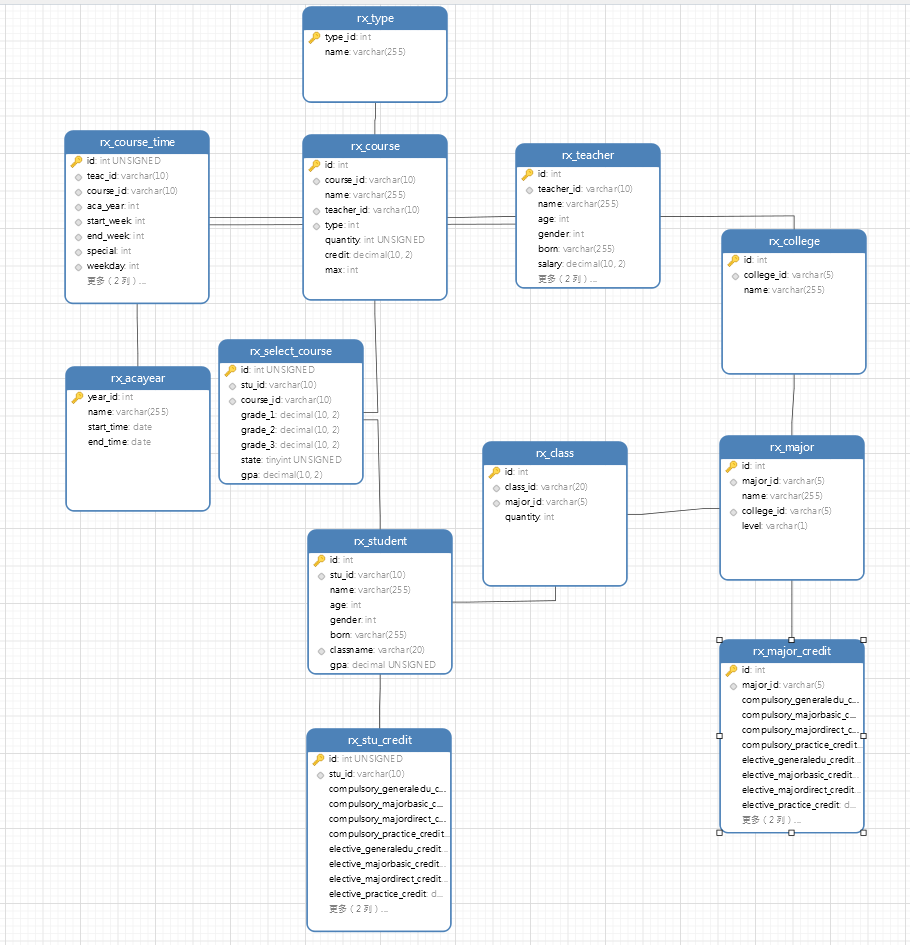 rx_type
type_id: int
name: varchar(255)
rx_course_time
id: int UNSIGNED
teac_id: varchar(10)
course_id: varchar(10)
aca_year: int
start_week: int
end_week: int
special: int
weekday: int
更多（2 列）...
rx_course
id: int
course_id: varchar(10)
name: varchar(255)
teacher_id: varchar(10)
type: int
quantity: int UNSIGNED
credit: decimal(10, 2)
max: int
rx_teacher
id: int
teacher_id: varchar(10)
name: varchar(255)
age: int
gender: int
born: varchar(255)
salary: decimal(10, 2)
更多（2 列）...
rx_college
id: int
college_id: varchar(5)
name: varchar(255)
rx_acayear
year_id: int
name: varchar(255)
start_time: date
end_time: date
rx_select_course
id: int UNSIGNED
stu_id: varchar(10)
course_id: varchar(10)
grade_1: decimal(10, 2)
grade_2: decimal(10, 2)
grade_3: decimal(10, 2)
state: tinyint UNSIGNED
gpa: decimal(10, 2)
rx_class
id: int
class_id: varchar(20)
major_id: varchar(5)
quantity: int
rx_major
id: int
major_id: varchar(5)
name: varchar(255)
college_id: varchar(5)
level: varchar(1)
rx_student
id: int
stu_id: varchar(10)
name: varchar(255)
age: int
gender: int
born: varchar(255)
classname: varchar(20)
gpa: decimal UNSIGNED
rx_major_credit
id: int
major_id: varchar(5)
compulsory_generaledu_c...
compulsory_majorbasic_c...
compulsory_majordirect_c...
compulsory_practice_credit...
elective_generaledu_credit...
elective_majorbasic_credit...
elective_majordirect_credit...
elective_practice_credit: d...
更多（2 列）...
rx_stu_credit
id: int UNSIGNED
stu_id: varchar(10)
compulsory_generaledu_c...
compulsory_majorbasic_c...
compulsory_majordirect_c...
compulsory_practice_credit...
elective_generaledu_credit...
elective_majorbasic_credit...
elective_majordirect_credit...
elective_practice_credit: d...
更多（2 列）...